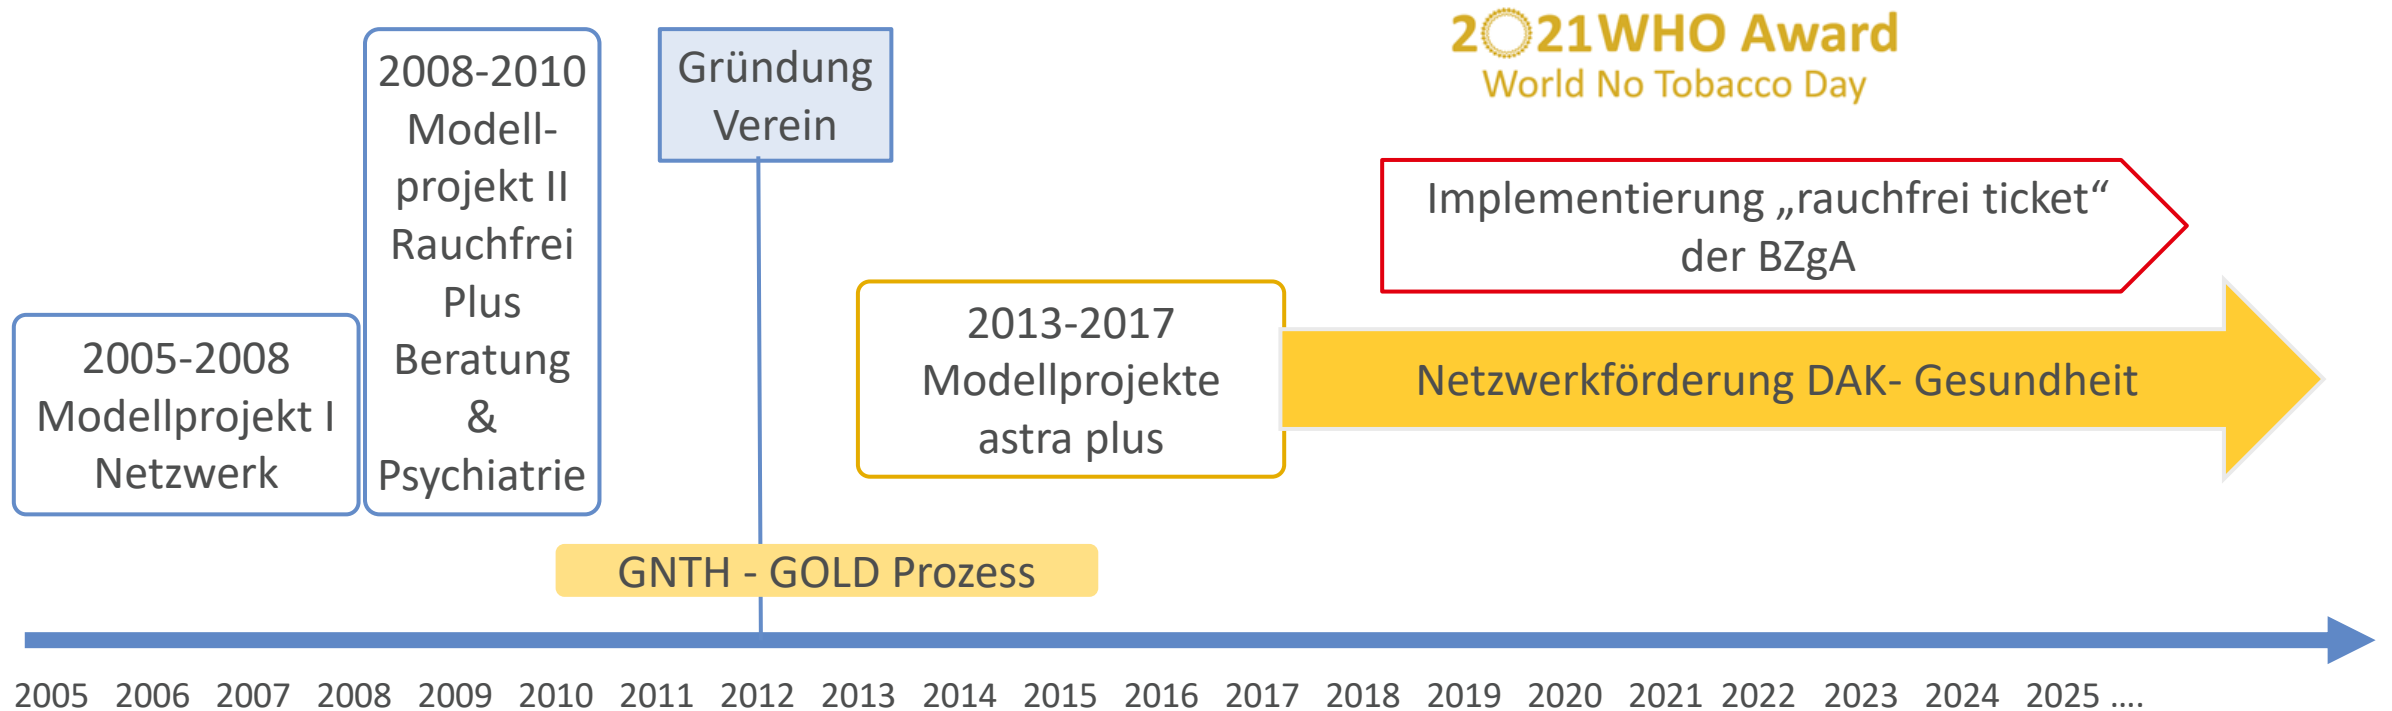 2021 WHO Award
World No Tobacco Day
2008-2010
Modell-
projekt II
Rauchfrei
Plus
Beratung
&
Psychiatrie
Gründung
Verein
Implementierung „rauchfrei ticket“
der BZgA
2005-2008
Modellprojekt I
Netzwerk
2013-2017
Modellprojekte
astra plus
Netzwerkförderung DAK- Gesundheit
GNTH - GOLD Prozess
2005 2006 2007 2008 2009 2010 2011 2012 2013 2014 2015 2016 2017 2018 2019 2020 2021 2022 2023 2024 2025 ....